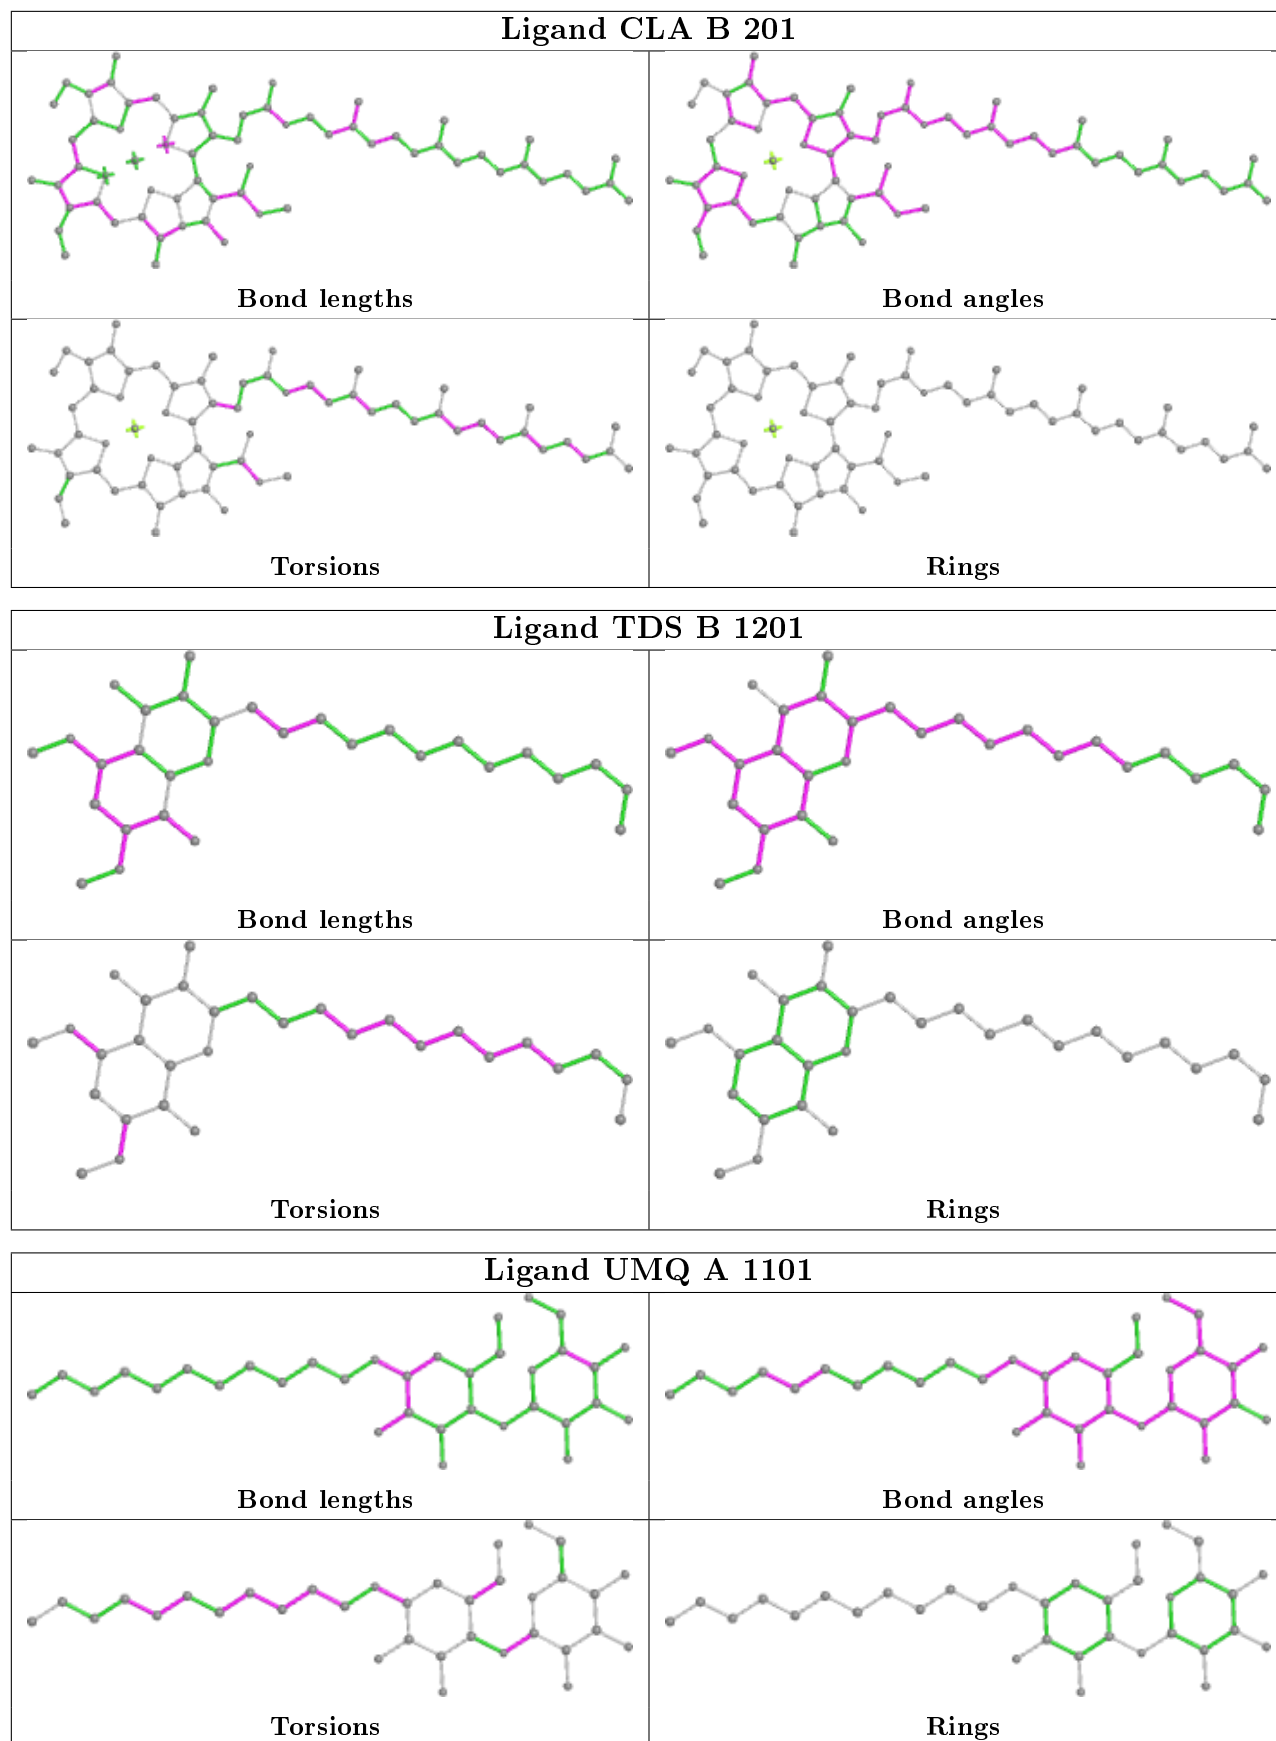 Ligand CLA B 201
Bond lengths
Bond angles
Torsions
Rings
Ligand TDS B 1201
Bond lengths
Bond angles
Torsions
Rings
Ligand UMQ A 1101
Bond lengths
Bond angles
Torsions
Rings